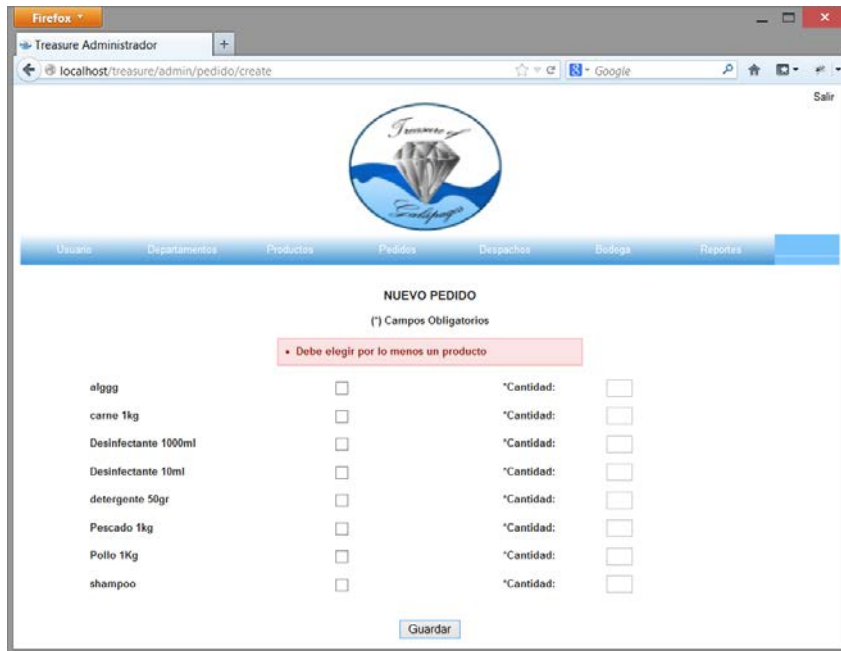 Firefox
Treasure Administrador
localhost/treasure/admin/pedido/create
Google
Salir
Treasure of
Galápagos
Usuario Departamentos Productos Pedidos Despachos Bodega Reportes
NUEVO PEDIDO
(*) Campos Obligatorios
• Debe elegir por lo menos un producto
alggg *Cantidad:
carne 1kg *Cantidad:
Desinfectante 1000ml *Cantidad:
Desinfectante 10ml *Cantidad:
detergente 50gr *Cantidad:
Pescado 1kg *Cantidad:
Pollo 1Kg *Cantidad:
shampoo *Cantidad:
Guardar